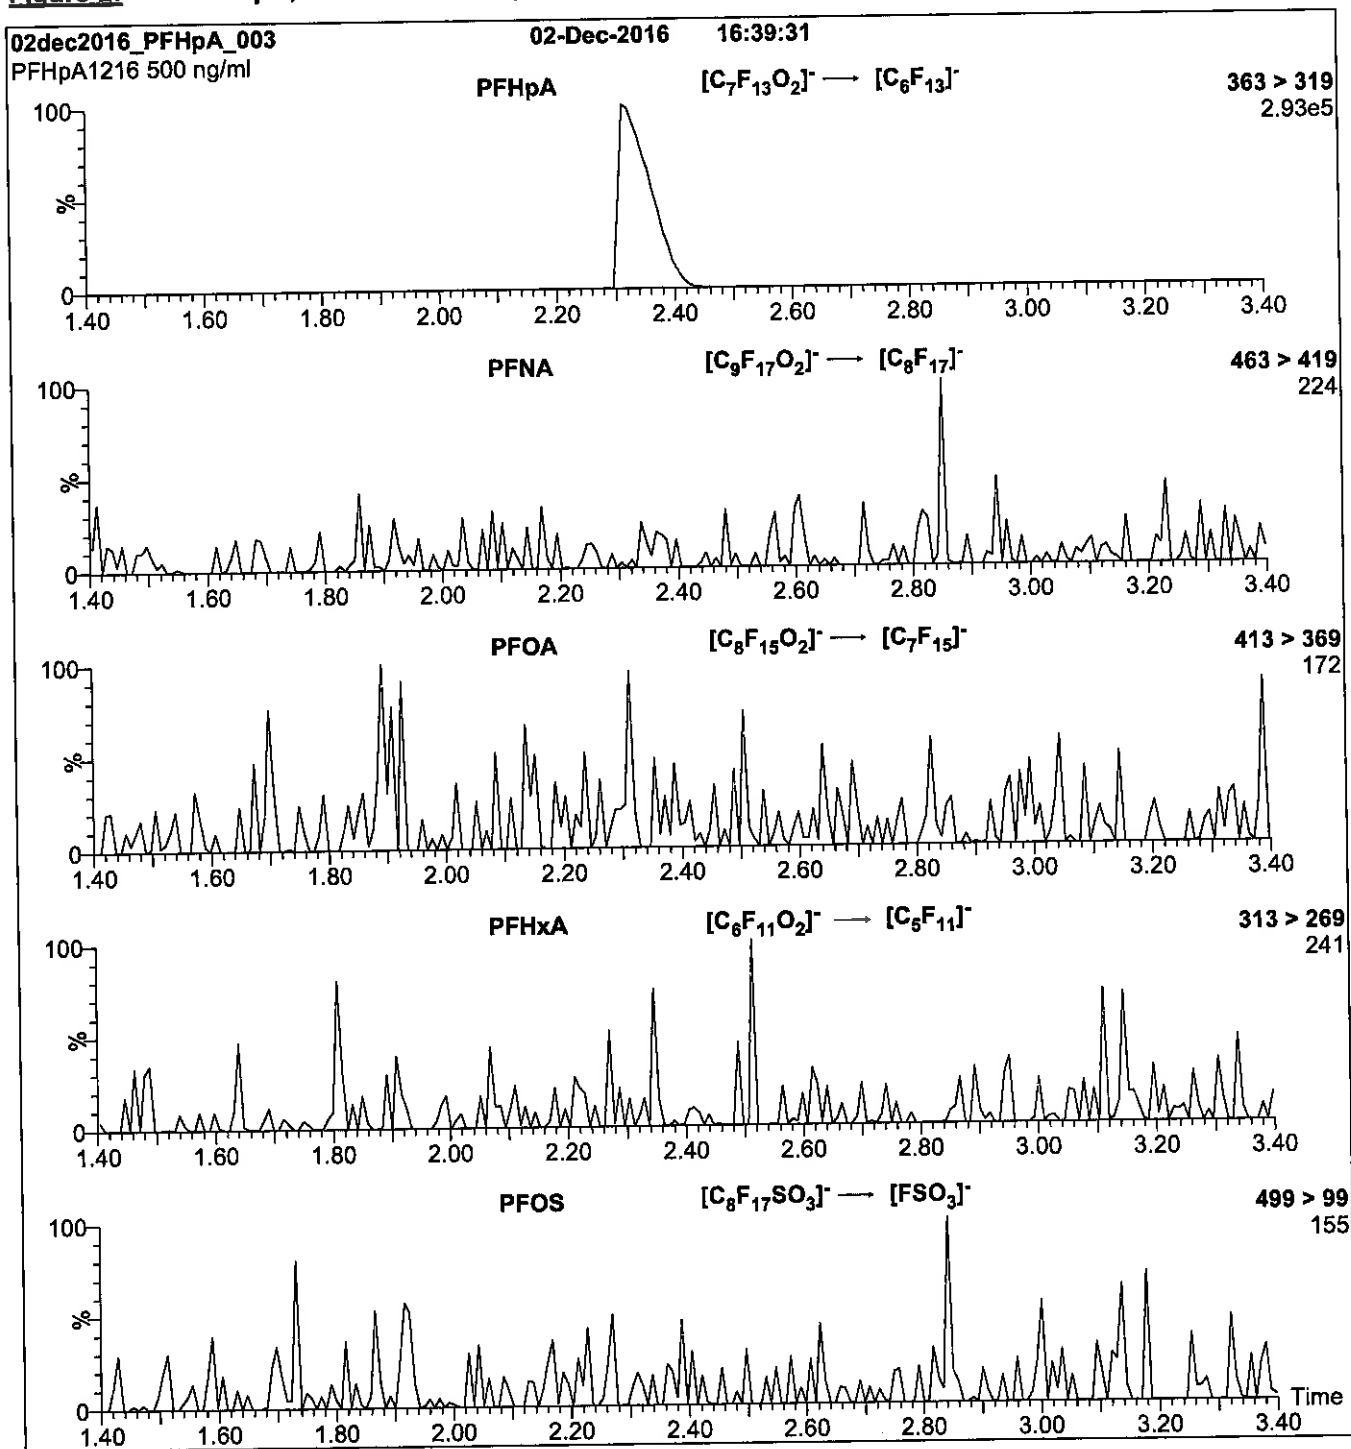 02dec2016_PFHpA_003 02-Dec-2016 16:39:31
PFHpA1216 500 ng/ml
PFHpA [C₇F₁₃O₂]⁻ → [C₆F₁₃]⁻ 363 > 319
2.93e5
100
%
0
1.40 1.60 1.80 2.00 2.20 2.40 2.60 2.80 3.00 3.20 3.40
PFNA [C₉F₁₇O₂]⁻ → [C₈F₁₇]⁻ 463 > 419
224
100
%
0
1.40 1.60 1.80 2.00 2.20 2.40 2.60 2.80 3.00 3.20 3.40
PFOA [C₈F₁₅O₂]⁻ → [C₇F₁₅]⁻ 413 > 369
172
100
%
0
1.40 1.60 1.80 2.00 2.20 2.40 2.60 2.80 3.00 3.20 3.40
PFHxA [C₆F₁₁O₂]⁻ → [C₅F₁₁]⁻ 313 > 269
241
100
%
0
1.40 1.60 1.80 2.00 2.20 2.40 2.60 2.80 3.00 3.20 3.40
PFOS [C₈F₁₇SO₃]⁻ → [FSO₃]⁻ 499 > 99
155
100
%
0
Time
1.40 1.60 1.80 2.00 2.20 2.40 2.60 2.80 3.00 3.20 3.40